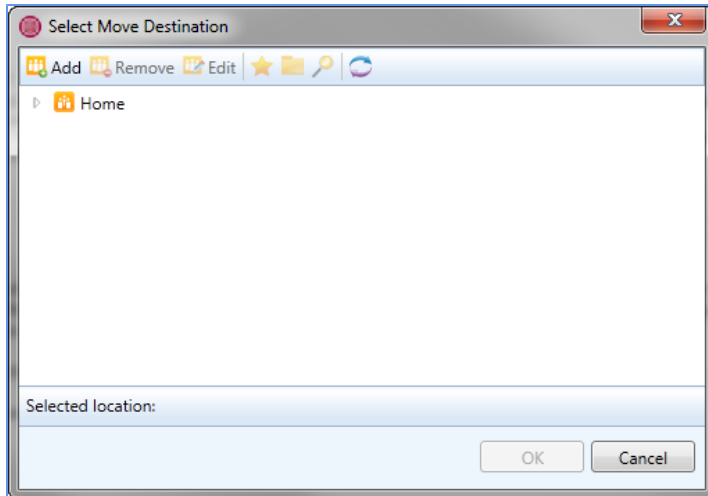 Select Move Destination
Add Remove Edit
Home
Selected location:
OK Cancel